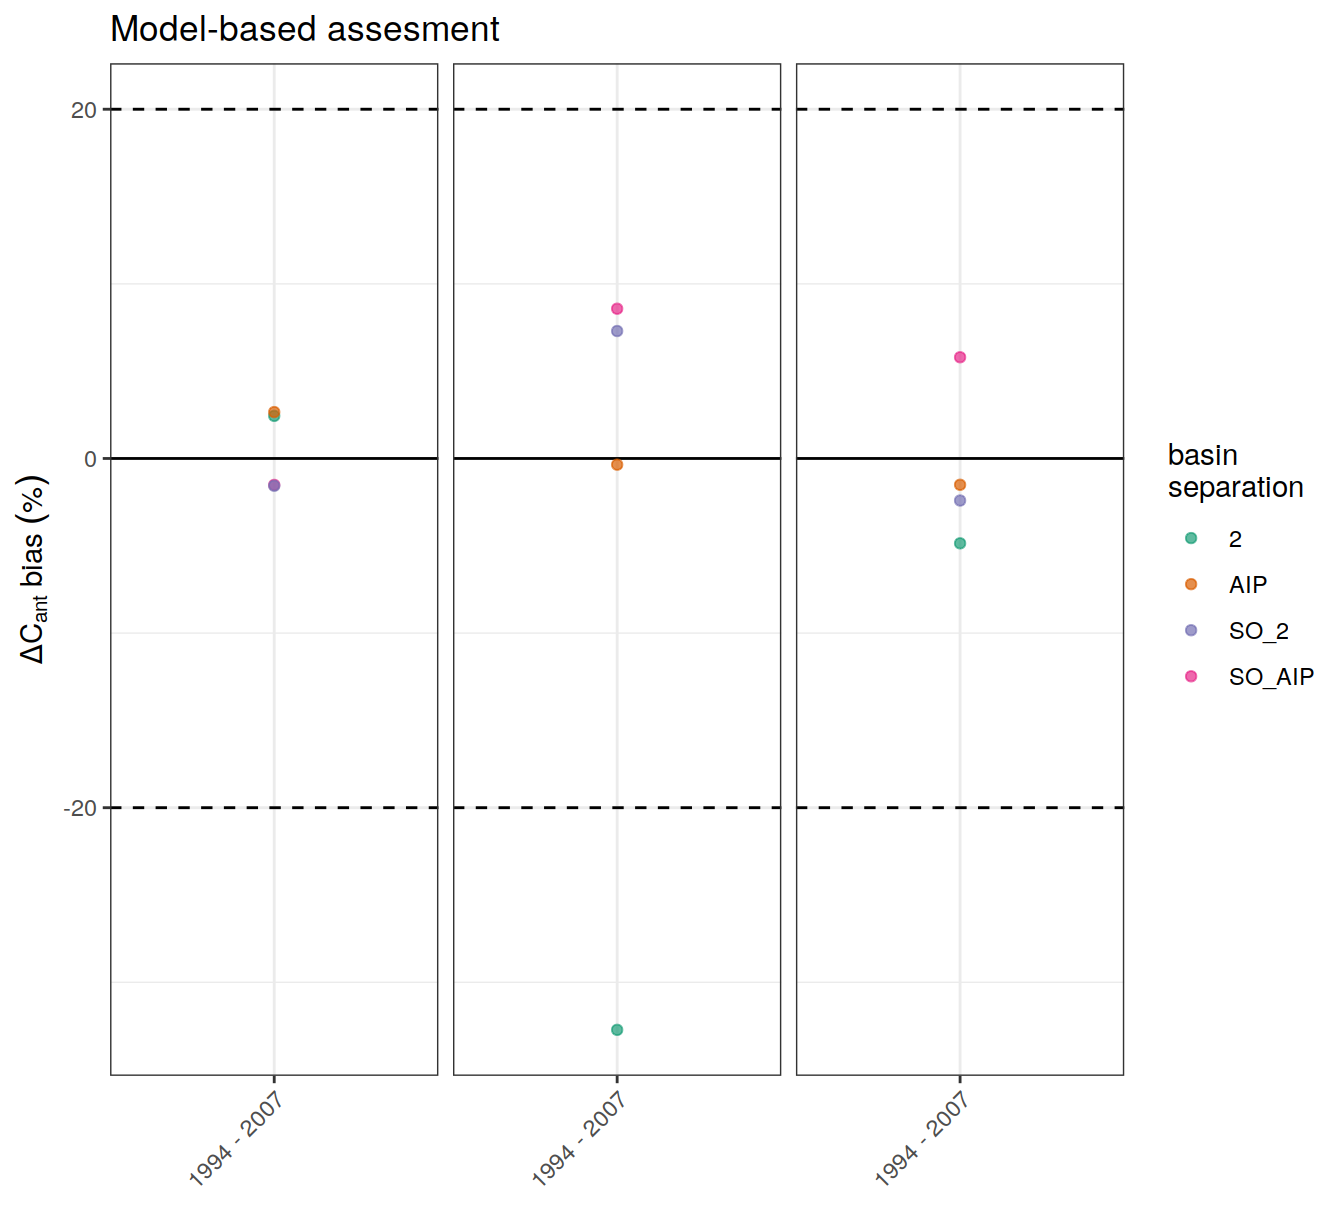 Model-based assesment
20
0
-20
ΔCant bias (%)
1994 - 2007
1994 - 2007
1994 - 2007
basin
separation
2
AIP
SO_2
SO_AIP